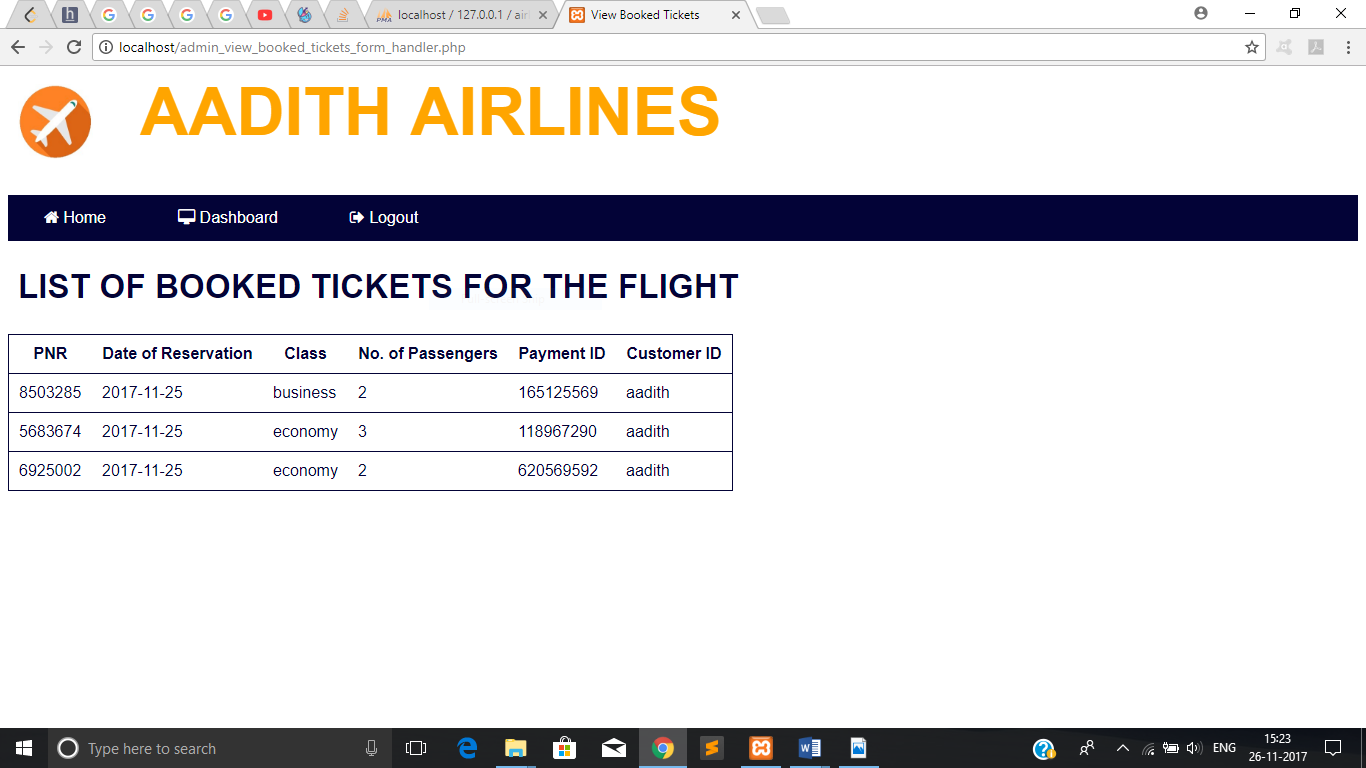 localhost / 127.0.0.1 / air
View Booked Tickets
localhost/admin_view_booked_tickets_form_handler.php
AADITH AIRLINES
Home Dashboard Logout
LIST OF BOOKED TICKETS FOR THE FLIGHT
PNR Date of Reservation Class No. of Passengers Payment ID Customer ID
8503285 2017-11-25 business 2 165125569 aadith
5683674 2017-11-25 economy 3 118967290 aadith
6925002 2017-11-25 economy 2 620569592 aadith
Type here to search
ENG
15:23
26-11-2017